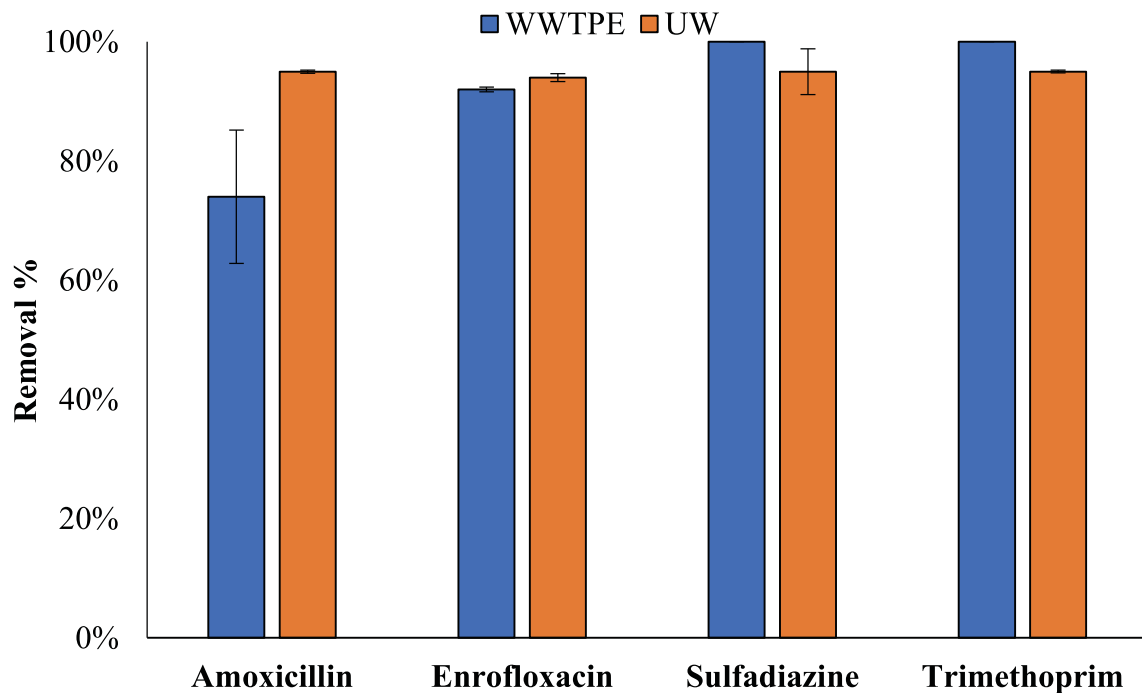 WWTPE UW
100%
80%
60%
40%
20%
0%
Removal %
Amoxicillin Enrofloxacin Sulfadiazine Trimethoprim